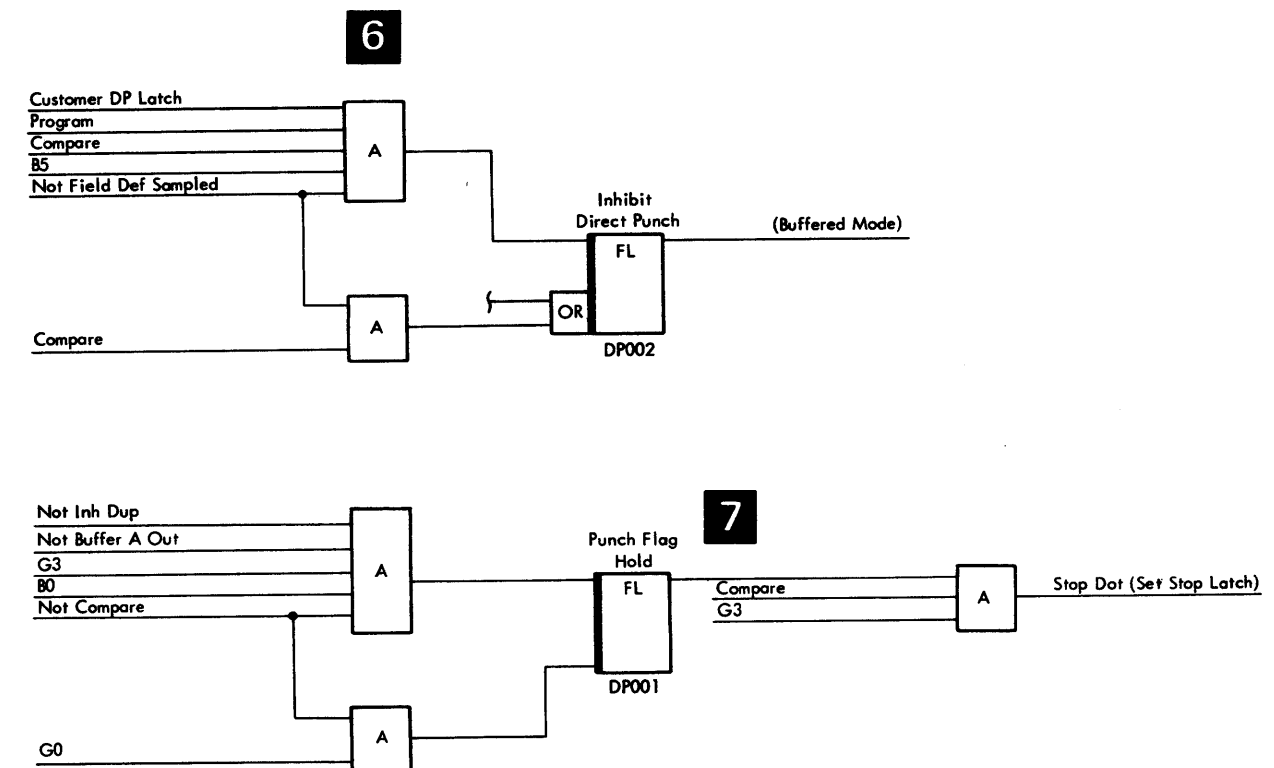 6
Customer DP Latch
Program
Compare
B5
Not Field Def Sampled
A
Inhibit
Direct Punch
(Buffered Mode)
FL
OR
A
Compare
DP002
7
Not Inh Dup
Not Buffer A Out
G3
B0
Not Compare
A
Punch Flag
Hold
FL
Compare
G3
A
Stop Dot (Set Stop Latch)
DP001
A
G0